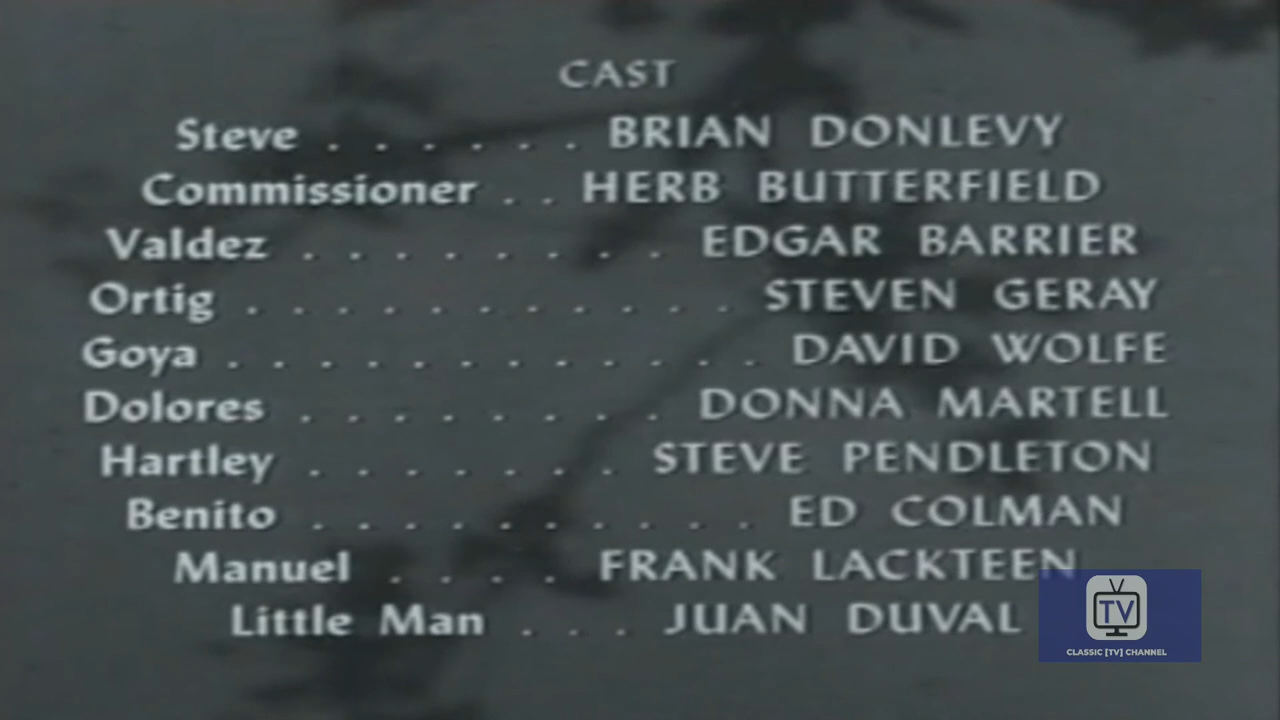 CAST
Steve . . . . . . BRIAN DONLEVY
Commissioner . . HERB BUTTERFIELD
Valdez . . . . . . . . . EDGAR BARRIER
Ortig . . . . . . . . . . . . STEVEN GERAY
Goya . . . . . . . . . . . . . DAVID WOLFE
Dolores . . . . . . . . . DONNA MARTELL
Hartley . . . . . . . STEVE PENDLETON
Benito . . . . . . . . . . ED COLMAN
Manuel . . . . FRANK LACKTEEN
Little Man . . . JUAN DUVAL
TV
CLASSIC [TV] CHANNEL